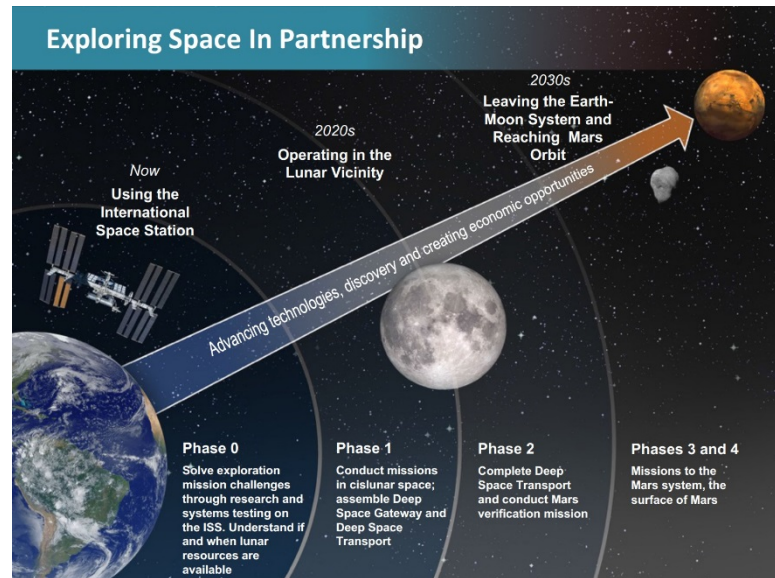 Exploring Space In Partnership
Now
Using the
International
Space Station
2020s
Operating in the
Lunar Vicinity
2030s
Leaving the Earth-
Moon System and
Reaching Mars
Orbit
Advancing technologies, discovery and creating economic opportunities
Phase 0
Solve exploration
mission challenges
through research and
systems testing on
the ISS. Understand if
and when lunar
resources are
available
Phase 1
Conduct missions
in cislunar space;
assemble Deep
Space Gateway and
Deep Space
Transport
Phase 2
Complete Deep
Space Transport
and conduct Mars
verification mission
Phases 3 and 4
Missions to the
Mars system, the
surface of Mars